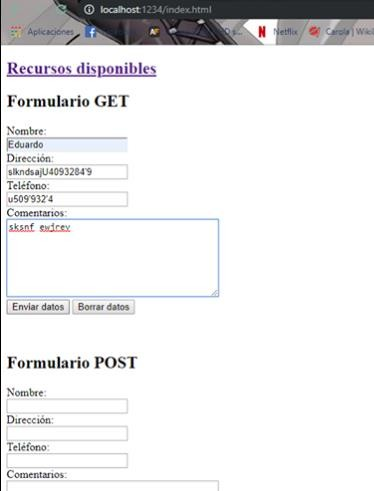 localhost:1234/index.html
Aplicaciones
Netflix
Carola | Wiki
Recursos disponibles
Formulario GET
Nombre:
Eduardo
Dirección:
slkndsajU4093284'9
Teléfono:
u509'932'4
Comentarios:
sksnf ewjrev
Enviar datos Borrar datos
Formulario POST
Nombre:
Dirección:
Teléfono:
Comentarios: